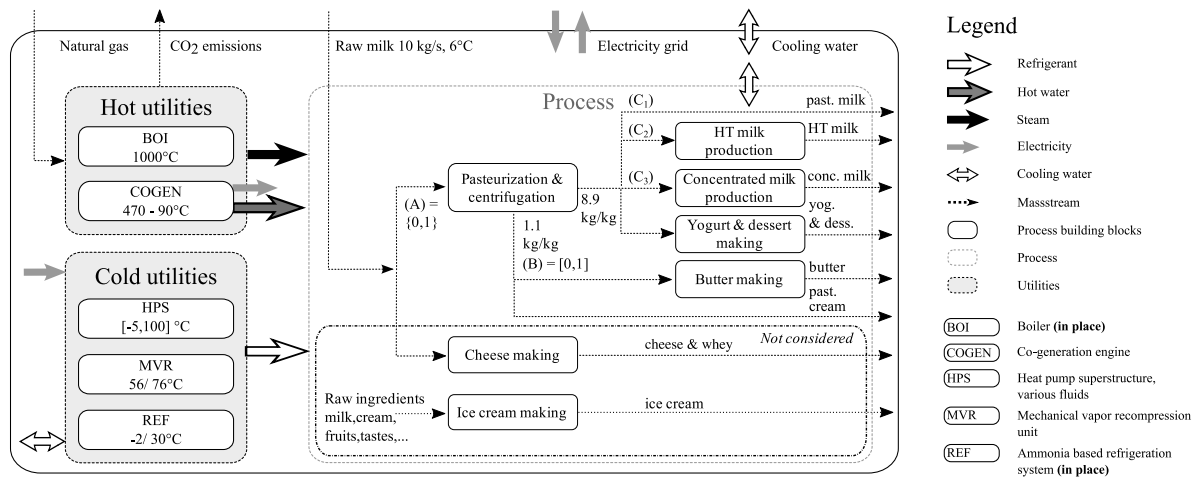 Natural gas
CO2 emissions
Raw milk 10 kg/s, 6°C
Electricity grid
Cooling water
Hot utilities
BOI
1000°C
COGEN
470 - 90°C
Cold utilities
HPS
[-5,100] °C
MVR
56/ 76°C
REF
-2/ 30°C
Process
(A) =
{0,1}
Pasteurization &
centrifugation
8.9
kg/kg
1.1
kg/kg
(B) = [0,1]
(C1)
past. milk
(C2)
HT milk
production
HT milk
(C3)
Concentrated milk
production
conc. milk
Yogurt & dessert
making
yog.
& dess.
Butter making
butter
past.
cream
Not considered
Cheese making
cheese & whey
Raw ingredients
milk,cream,
fruits,tastes,...
Ice cream making
ice cream
Legend
Refrigerant
Hot water
Steam
Electricity
Cooling water
Massstream
Process building blocks
Process
Utilities
BOI
Boiler (in place)
COGEN
Co-generation engine
HPS
Heat pump superstructure,
various fluids
MVR
Mechanical vapor recompression
unit
REF
Ammonia based refrigeration
system (in place)